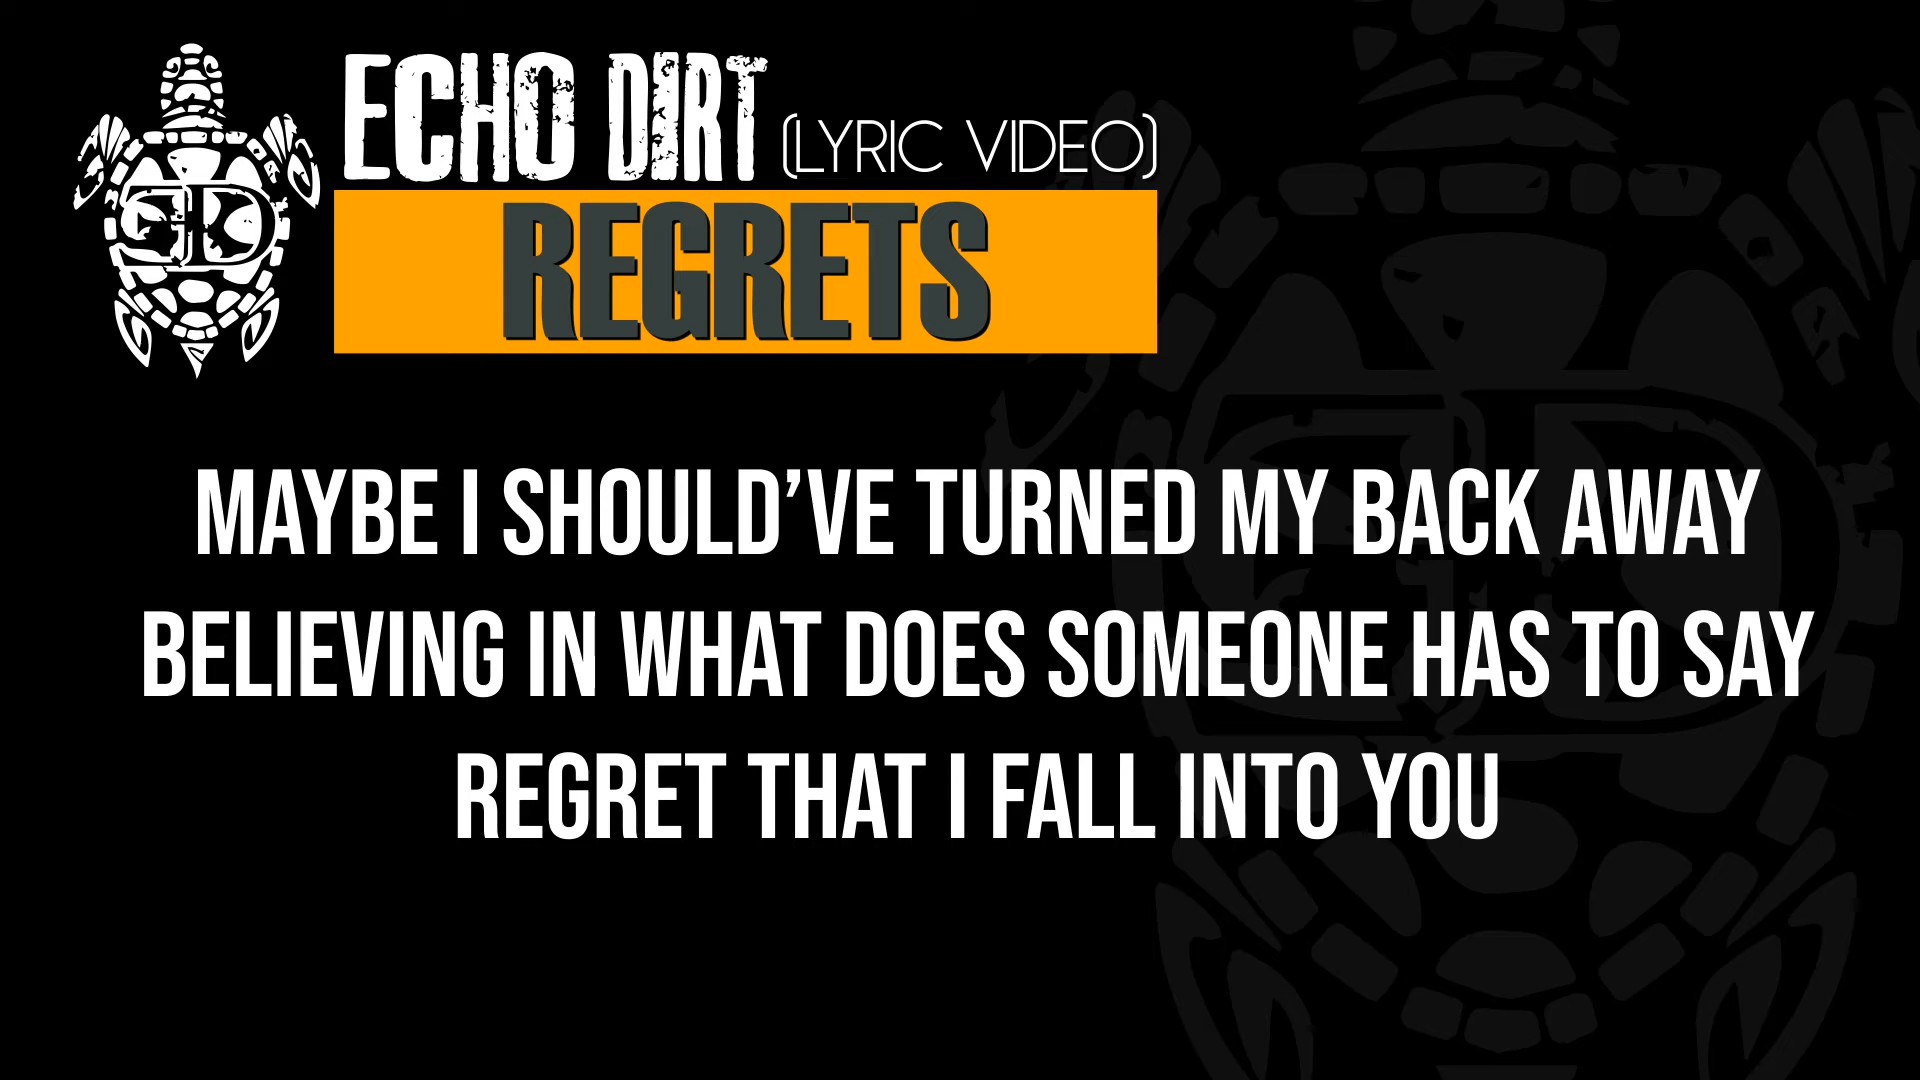 ECHO DIRT (LYRIC VIDEO)
REGRETS
MAYBE I SHOULD’VE TURNED MY BACK AWAY
BELIEVING IN WHAT DOES SOMEONE HAS TO SAY
REGRET THAT I FALL INTO YOU